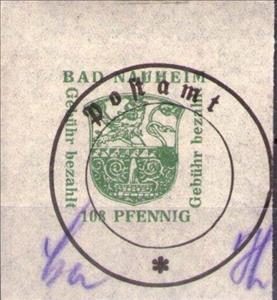 BAD NAUHEIM
Postamt
Gebühr bezahlt
Gebühr bezahlt
108 PFENNIG
*